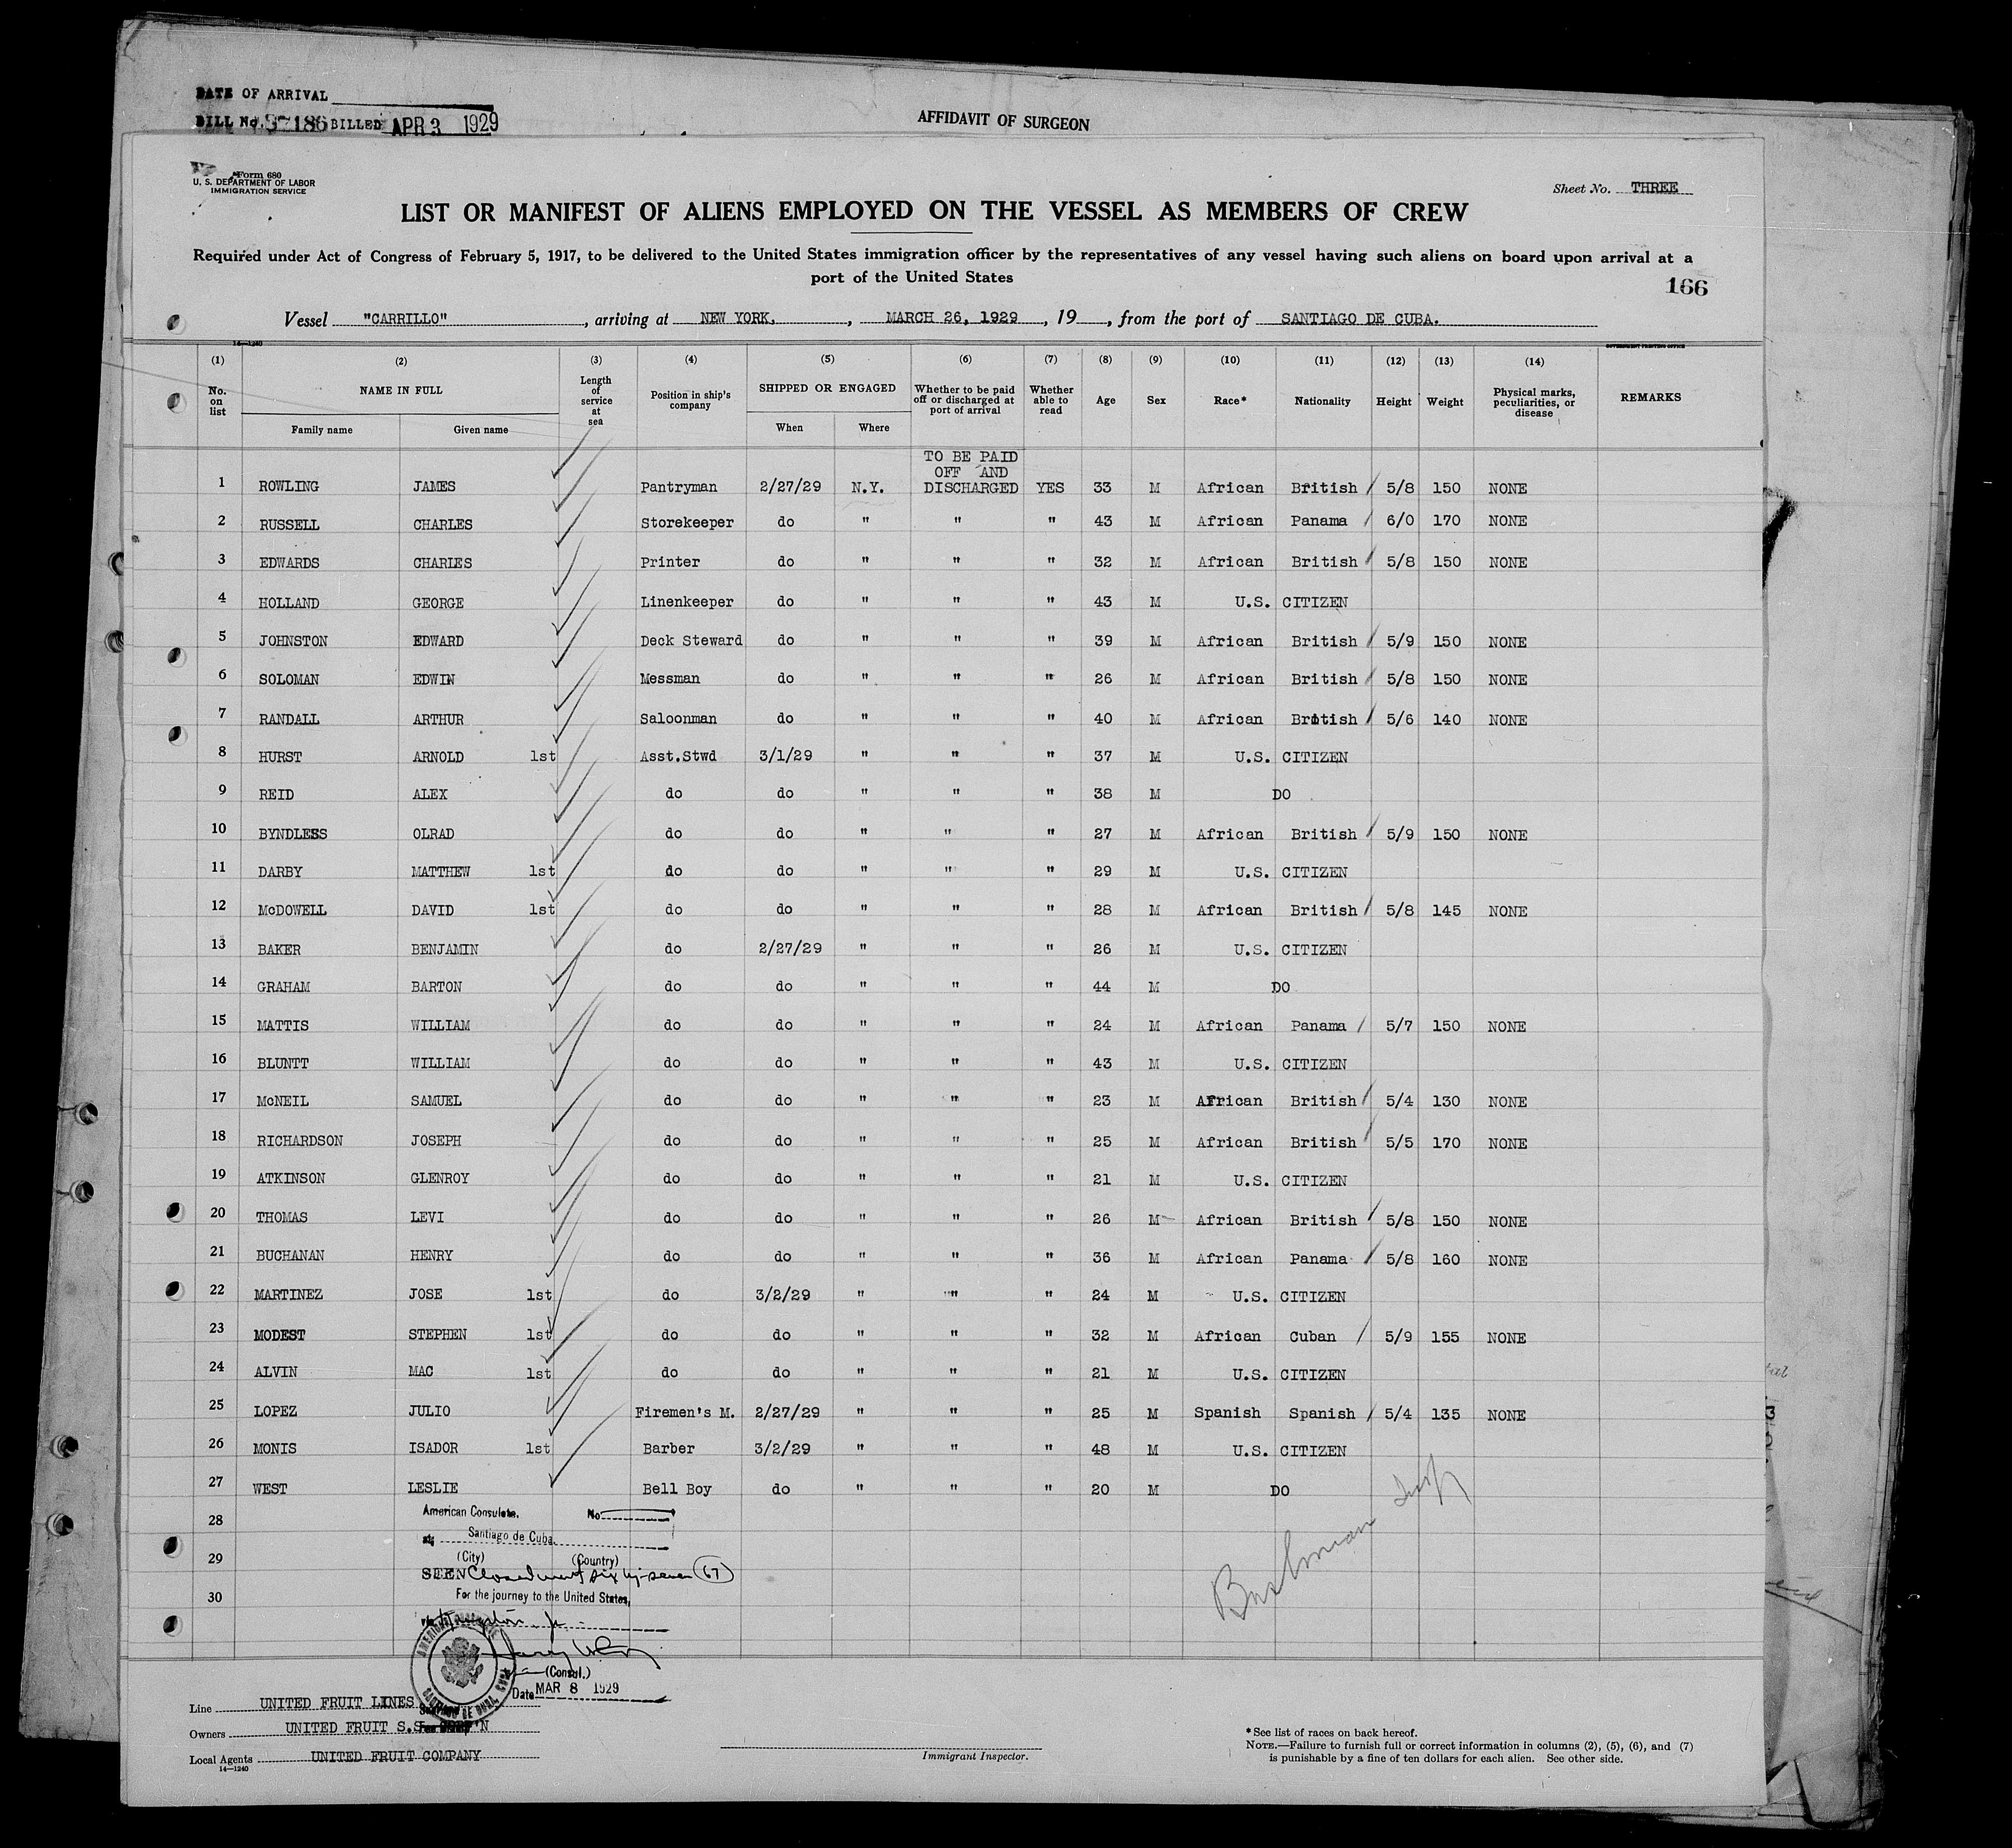 DATE OF ARRIVAL
BILL No. 186 BILLED APR 3 1929
AFFIDAVIT OF SURGEON
Form 680
U. S. DEPARTMENT OF LABOR
IMMIGRATION SERVICE
Sheet No. THREE
LIST OR MANIFEST OF ALIENS EMPLOYED ON THE VESSEL AS MEMBERS OF CREW
Required under Act of Congress of February 5, 1917, to be delivered to the United States immigration officer by the representatives of any vessel having such aliens on board upon arrival at a
port of the United States
166
Vessel "CARRILLO", arriving at NEW YORK, MARCH 26, 1929, 19, from the port of SANTIAGO DE CUBA.
14—1240 GOVERNMENT PRINTING OFFICE
(1) (2) (3) (4) (5) (6) (7) (8) (9) (10) (11) (12) (13) (14)
No. on list NAME IN FULL Length of service at sea Position in ship's company SHIPPED OR ENGAGED Whether to be paid off or discharged at port of arrival Whether able to read Age Sex Race* Nationality Height Weight Physical marks, peculiarities, or disease REMARKS
Family name Given name When Where
TO BE PAID
OFF AND
1 ROWLING JAMES Pantryman 2/27/29 N.Y. DISCHARGED YES 33 M African British 5/8 150 NONE
2 RUSSELL CHARLES Storekeeper do " " " 43 M African Panama 6/0 170 NONE
3 EDWARDS CHARLES Printer do " " " 32 M African British 5/8 150 NONE
4 HOLLAND GEORGE Linenkeeper do " " " 43 M U.S. CITIZEN
5 JOHNSTON EDWARD Deck Steward do " " " 39 M African British 5/9 150 NONE
6 SOLOMAN EDWIN Messman do " " " 26 M African British 5/8 150 NONE
7 RANDALL ARTHUR Saloonman do " " " 40 M African British 5/6 140 NONE
8 HURST ARNOLD 1st Asst.Stwd 3/1/29 " " " 37 M U.S. CITIZEN
9 REID ALEX do do " " " 38 M DO
10 BYNDLESS OLRAD do do " " " 27 M African British 5/9 150 NONE
11 DARBY MATTHEW 1st do do " " " 29 M U.S. CITIZEN
12 McDOWELL DAVID 1st do do " " " 28 M African British 5/8 145 NONE
13 BAKER BENJAMIN do 2/27/29 " " " 26 M U.S. CITIZEN
14 GRAHAM BARTON do do " " " 44 M DO
15 MATTIS WILLIAM do do " " " 24 M African Panama 5/7 150 NONE
16 BLUNTT WILLIAM do do " " " 43 M U.S. CITIZEN
17 McNEIL SAMUEL do do " " " 23 M African British 5/4 130 NONE
18 RICHARDSON JOSEPH do do " " " 25 M African British 5/5 170 NONE
19 ATKINSON GLENROY do do " " " 21 M U.S. CITIZEN
20 THOMAS LEVI do do " " " 26 M African British 5/8 150 NONE
21 BUCHANAN HENRY do do " " " 36 M African Panama 5/8 160 NONE
22 MARTINEZ JOSE 1st do 3/2/29 " " " 24 M U.S. CITIZEN
23 MODEST STEPHEN 1st do do " " " 32 M African Cuban 5/9 155 NONE
24 ALVIN MAC 1st do do " " " 21 M U.S. CITIZEN
25 LOPEZ JULIO Firemen's M. 2/27/29 " " " 25 M Spanish Spanish 5/4 135 NONE
26 MONIS ISADOR 1st Barber 3/2/29 " " " 48 M U.S. CITIZEN
27 WEST LESLIE Bell Boy do " " " 20 M DO
28
29
30
American Consulate. No
at Santiago de Cuba.
(City) (Country)
SEEN six ty-seven (67)
For the journey to the United States,
via Kingston, Ja.
(Consul.)
Date MAR 8 1929
AMERICAN
SANTIAGO DE CUBA, CUBA
Bushman Insp
Line UNITED FRUIT LINES
Owners UNITED FRUIT S.S. 'N
Local Agents UNITED FRUIT COMPANY
14—1240
Immigrant Inspector.
* See list of races on back hereof.
NOTE.—Failure to furnish full or correct information in columns (2), (5), (6), and (7)
is punishable by a fine of ten dollars for each alien. See other side.